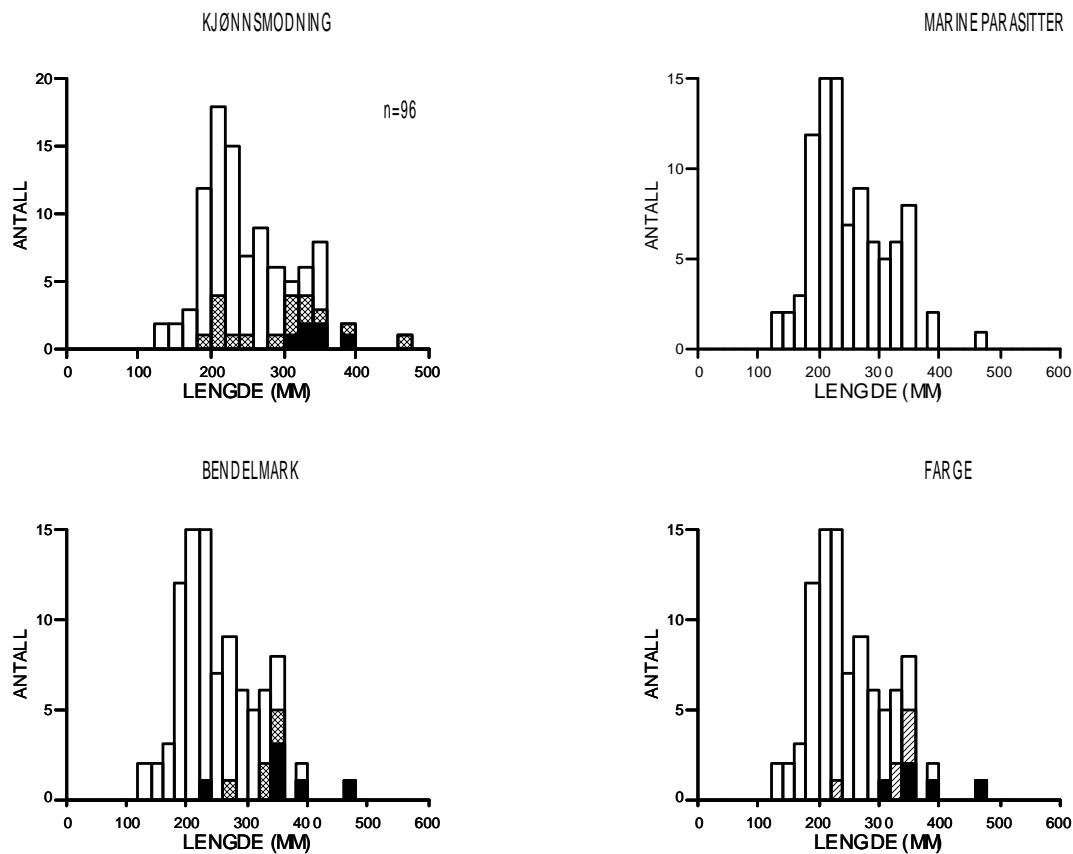 KJØNNSMODNING
20
15
10
5
0
ANTALL
n=96
0 100 200 300 400 500
LENGDE (MM)
MARINE PARASITTER
15
10
5
0
ANTALL
0 100 200 300 400 500 600
LENGDE (MM)
BENDELMARK
15
10
5
0
ANTALL
0 100 200 300 400 500 600
LENGDE (MM)
FARGE
15
10
5
0
ANTALL
0 100 200 300 400 500 600
LENGDE (MM)